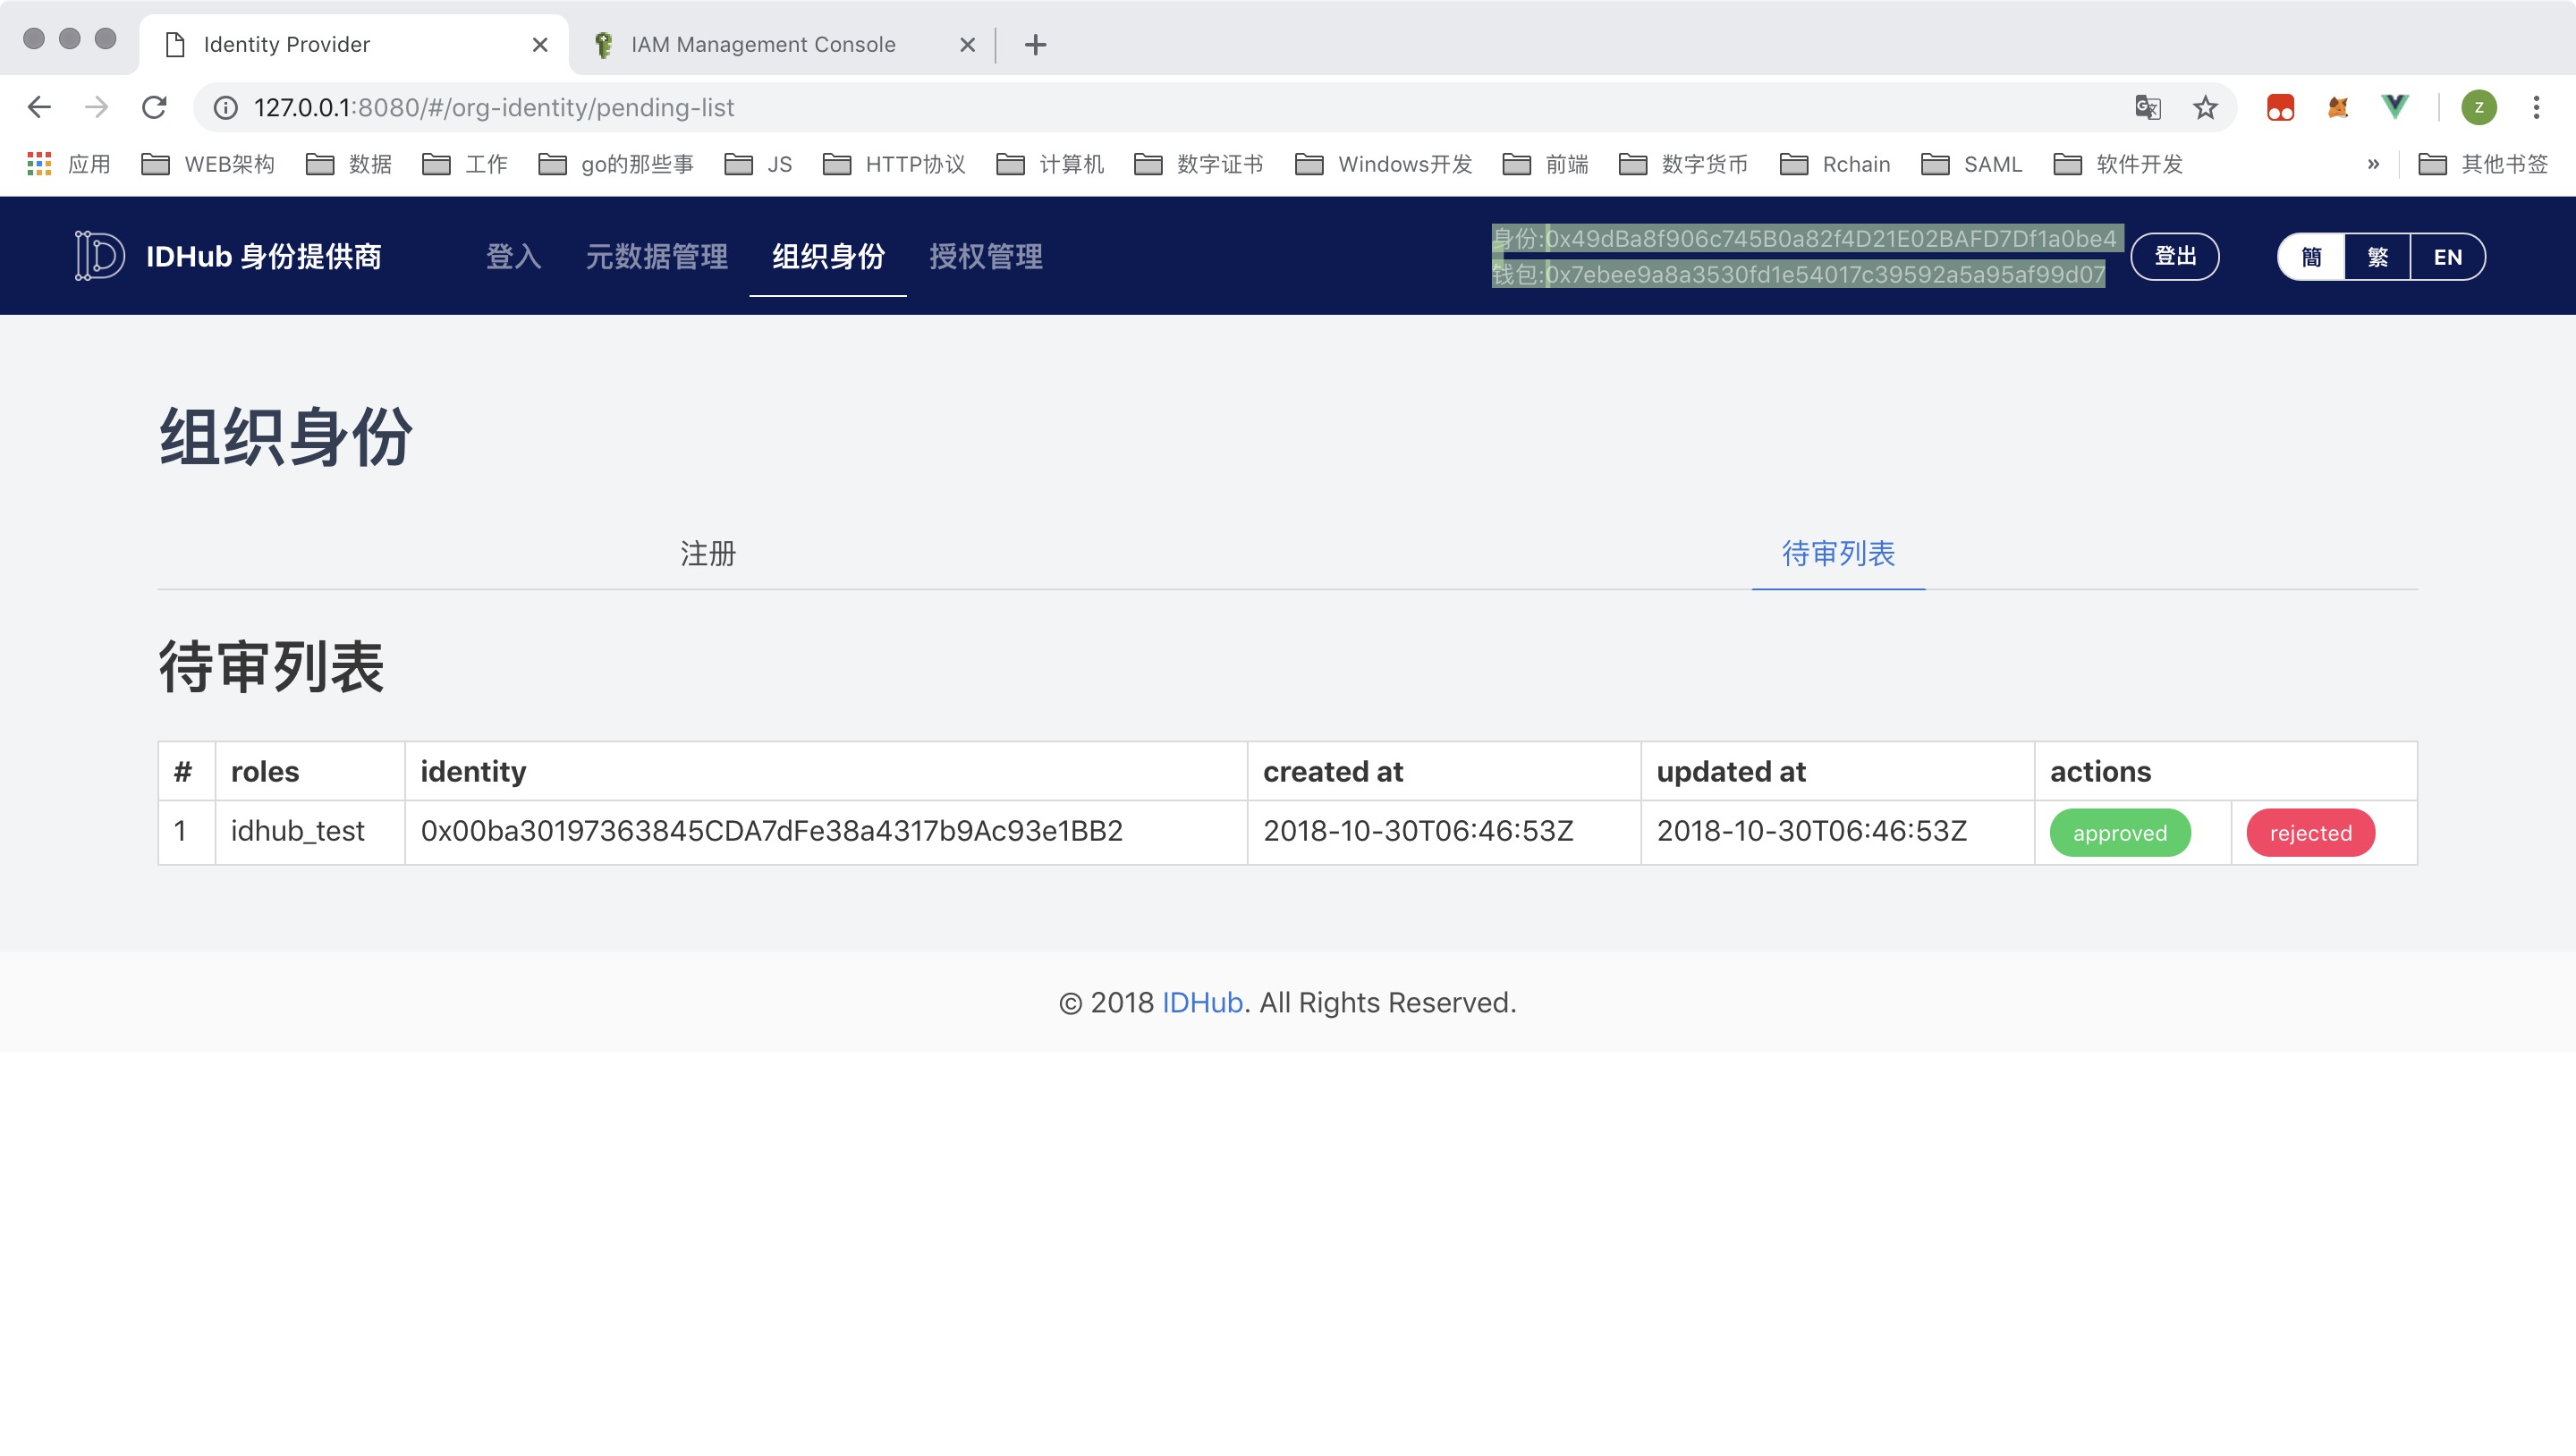 Identity Provider
IAM Management Console
127.0.0.1:8080/#/org-identity/pending-list
Z
应用 WEB架构 数据 工作 go的那些事 JS HTTP协议 计算机 数字证书 Windows开发 前端 数字货币 Rchain SAML 软件开发 » 其他书签
IDHub 身份提供商 登入 元数据管理 组织身份 授权管理
身份:0x49dBa8f906c745B0a82f4D21E02BAFD7Df1a0be4
钱包:0x7ebee9a8a3530fd1e54017c39592a5a95af99d07
登出 簡 繁 EN
组织身份
注册 待审列表
待审列表
# roles identity created at updated at actions
1 idhub_test 0x00ba30197363845CDA7dFe38a4317b9Ac93e1BB2 2018-10-30T06:46:53Z 2018-10-30T06:46:53Z approved rejected
© 2018 IDHub. All Rights Reserved.